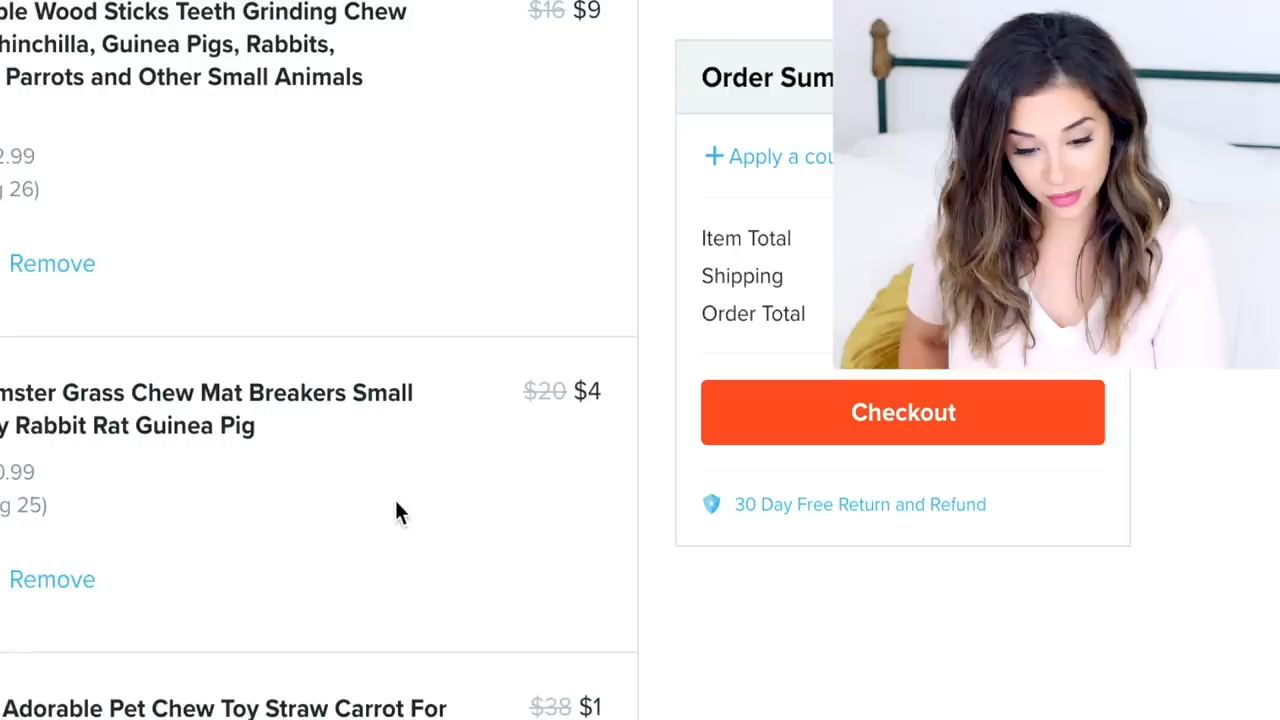 ple Wood Sticks Teeth Grinding Chew $16 $9
hinchilla, Guinea Pigs, Rabbits,
Parrots and Other Small Animals
2.99
g 26)
Remove
mster Grass Chew Mat Breakers Small $20 $4
y Rabbit Rat Guinea Pig
0.99
g 25)
Remove
Adorable Pet Chew Toy Straw Carrot For $38 $1
Order Sum
+ Apply a cou
Item Total
Shipping
Order Total
Checkout
30 Day Free Return and Refund